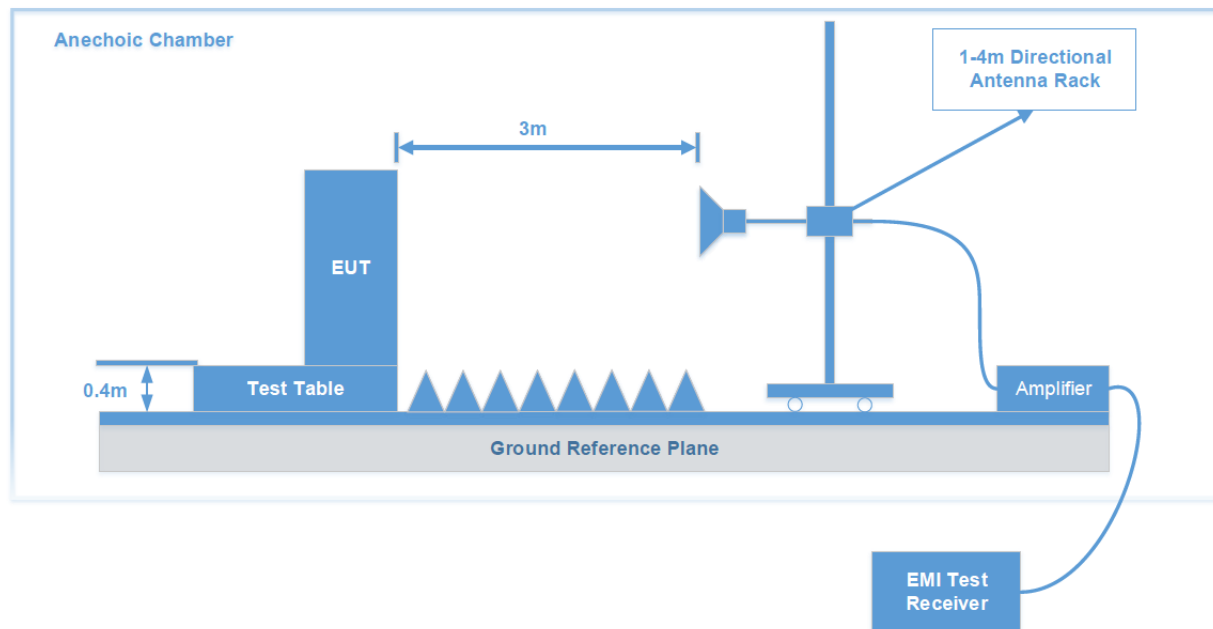 Anechoic Chamber
1-4m Directional
Antenna Rack
3m
EUT
0.4m
Test Table
Amplifier
Ground Reference Plane
EMI Test
Receiver